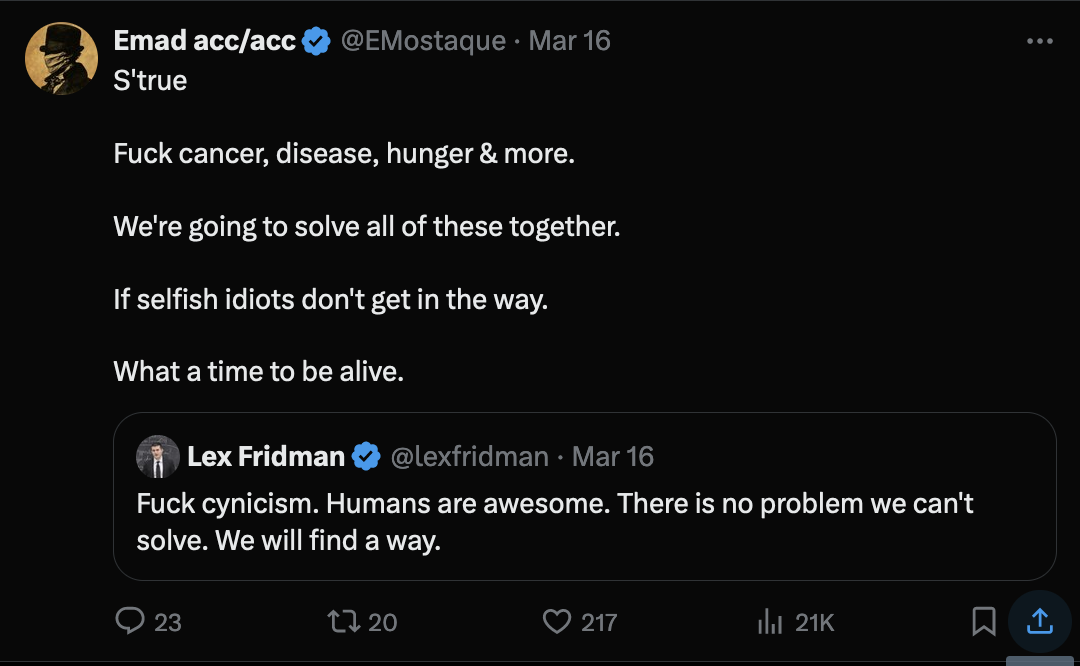 Emad acc/acc @EMostaque · Mar 16
S'true
Fuck cancer, disease, hunger & more.
We're going to solve all of these together.
If selfish idiots don't get in the way.
What a time to be alive.
Lex Fridman @lexfridman · Mar 16
Fuck cynicism. Humans are awesome. There is no problem we can't
solve. We will find a way.
23 20 217 21K